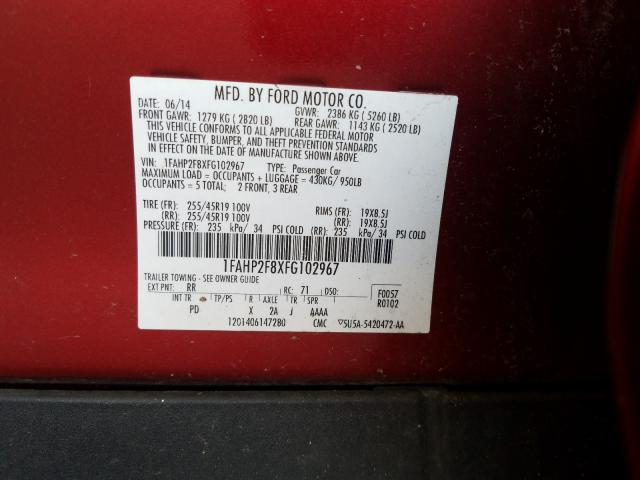 MFD. BY FORD MOTOR CO.
DATE: 06/14 GVWR: 2386 KG ( 5260 LB)
FRONT GAWR: 1279 KG ( 2820 LB) REAR GAWR: 1143 KG ( 2520 LB)
THIS VEHICLE CONFORMS TO ALL APPLICABLE FEDERAL MOTOR
VEHICLE SAFETY, BUMPER, AND THEFT PREVENTION STANDARDS
IN EFFECT ON THE DATE OF MANUFACTURE SHOWN ABOVE.
VIN: 1FAHP2F8XFG102967 TYPE: Passenger Car
MAXIMUM LOAD = OCCUPANTS + LUGGAGE = 430KG/ 950LB
OCCUPANTS = 5 TOTAL; 2 FRONT, 3 REAR
TIRE (FR): 255/45R19 100V RIMS (FR): 19X8.5J
(RR): 255/45R19 100V (RR): 19X8.5J
PRESSURE (FR): 235 kPa/ 34 PSI COLD (RR): 235 kPa/ 34 PSI COLD
1FAHP2F8XFG102967
TRAILER TOWING - SEE OWNER GUIDE
EXT PNT: RR RC: 71 DSO: F0057
INT TR TP/PS R AXLE TR SPR R0102
PD X 2A J AAAA
1201406147280 CMC ▽5U5A-5420472-AA